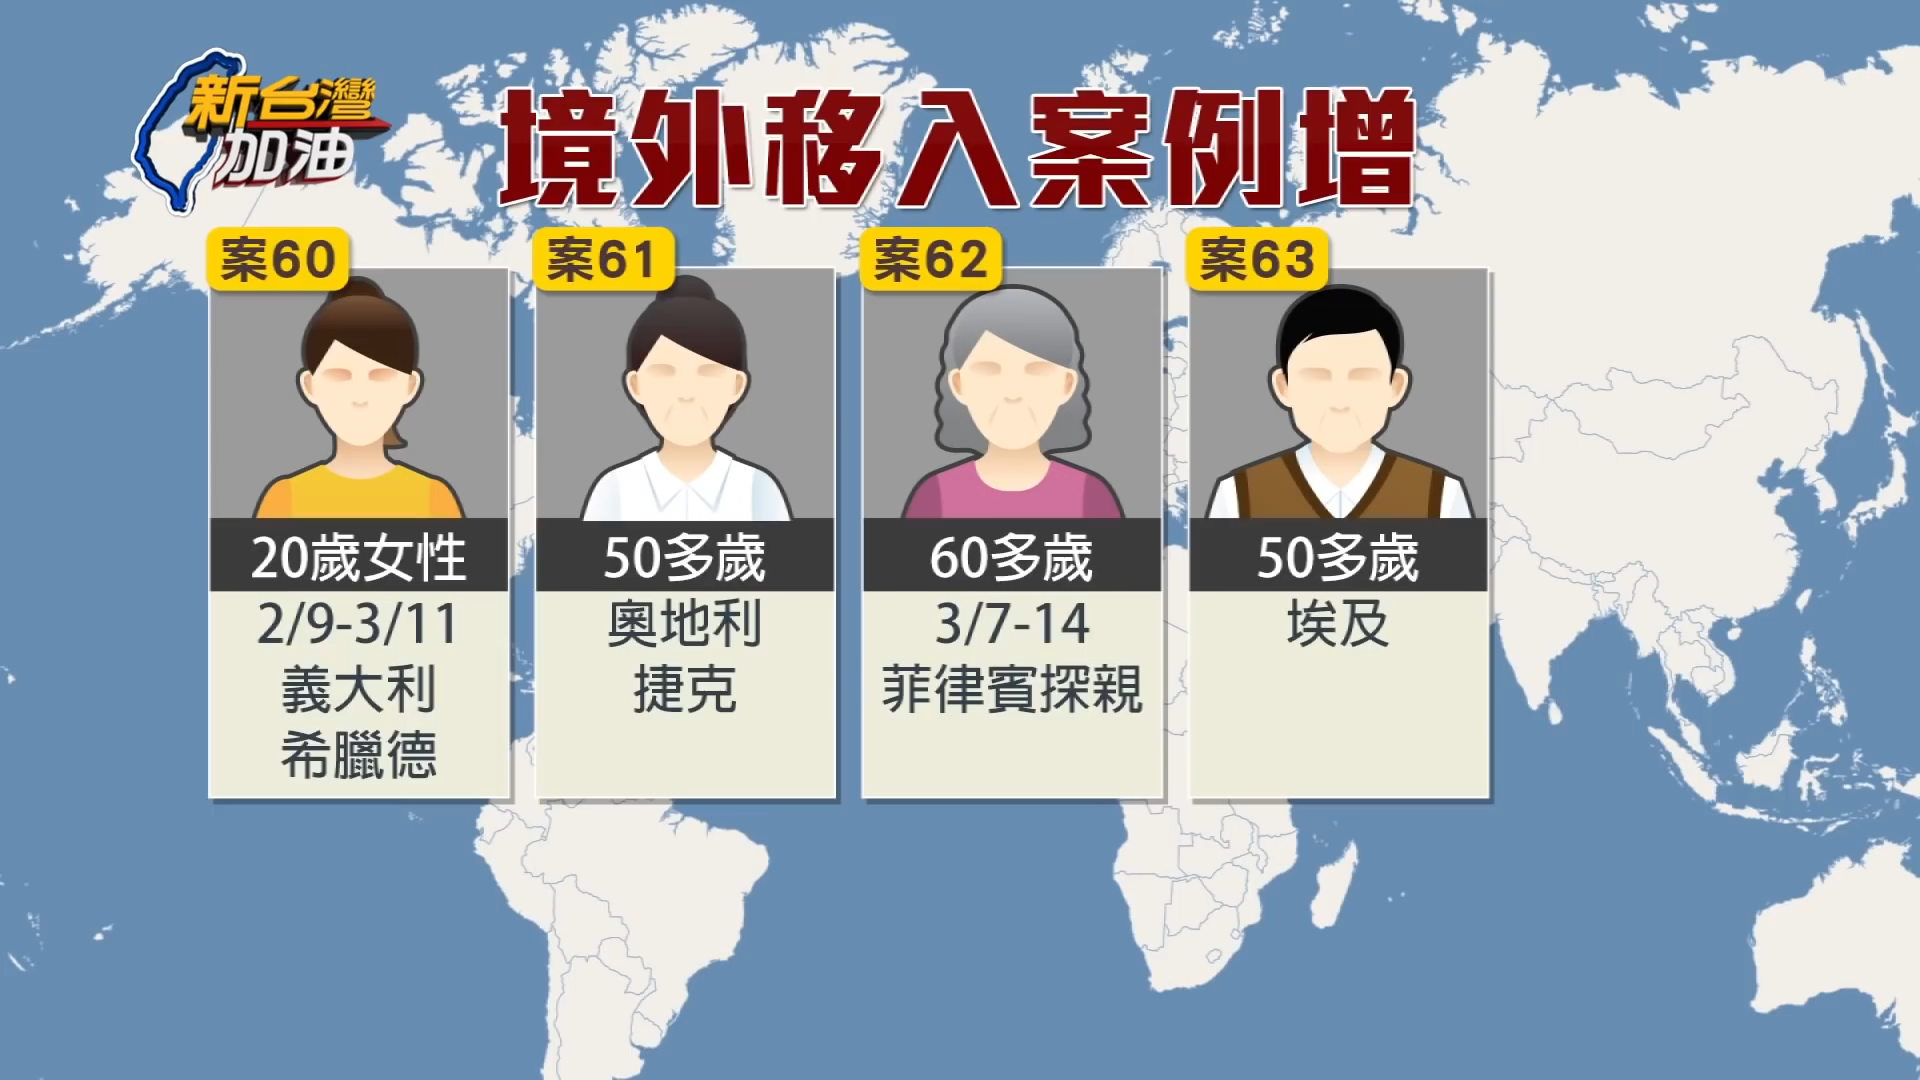 新台灣
加油
境外移入案例增
案60
20歲女性
2/9-3/11
義大利
希臘德
案61
50多歲
奧地利
捷克
案62
60多歲
3/7-14
菲律賓探親
案63
50多歲
埃及